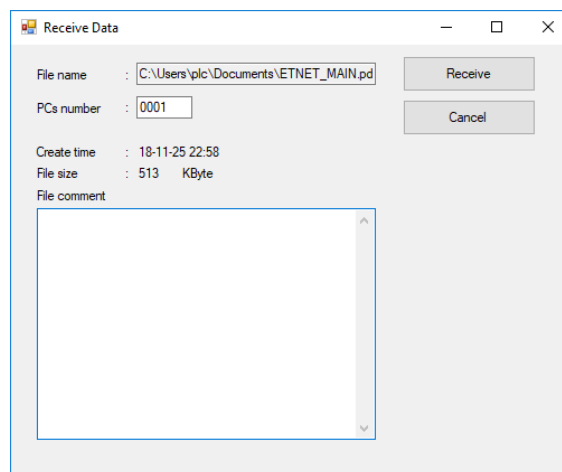 Receive Data
File name : C:\Users\plc\Documents\ETNET_MAIN.pd
Receive
PCs number : 0001
Cancel
Create time : 18-11-25 22:58
File size : 513 KByte
File comment